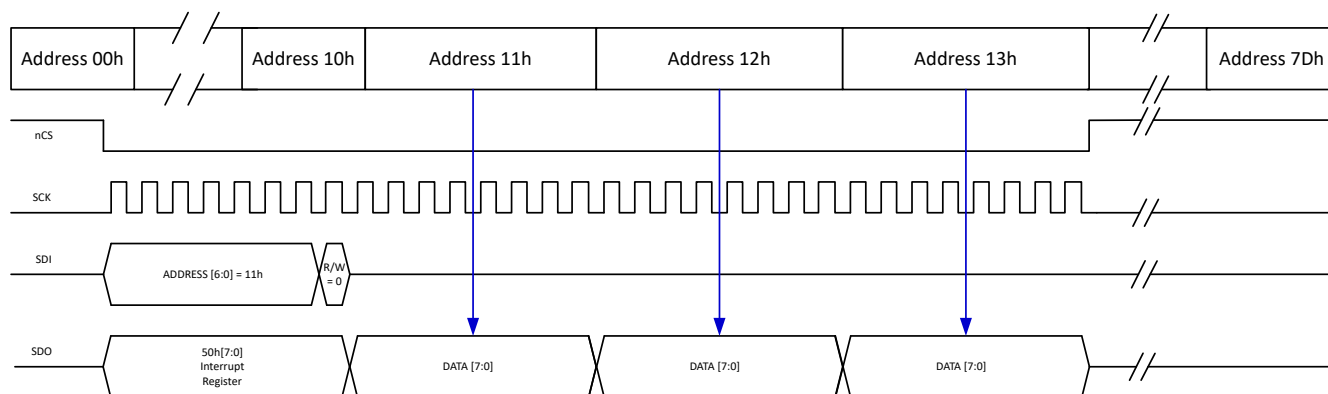 Address 00h
Address 10h
Address 11h
Address 12h
Address 13h
Address 7Dh
nCS
SCK
SDI
ADDRESS [6:0] = 11h
R/W
= 0
SDO
50h[7:0]
Interrupt
Register
DATA [7:0]
DATA [7:0]
DATA [7:0]